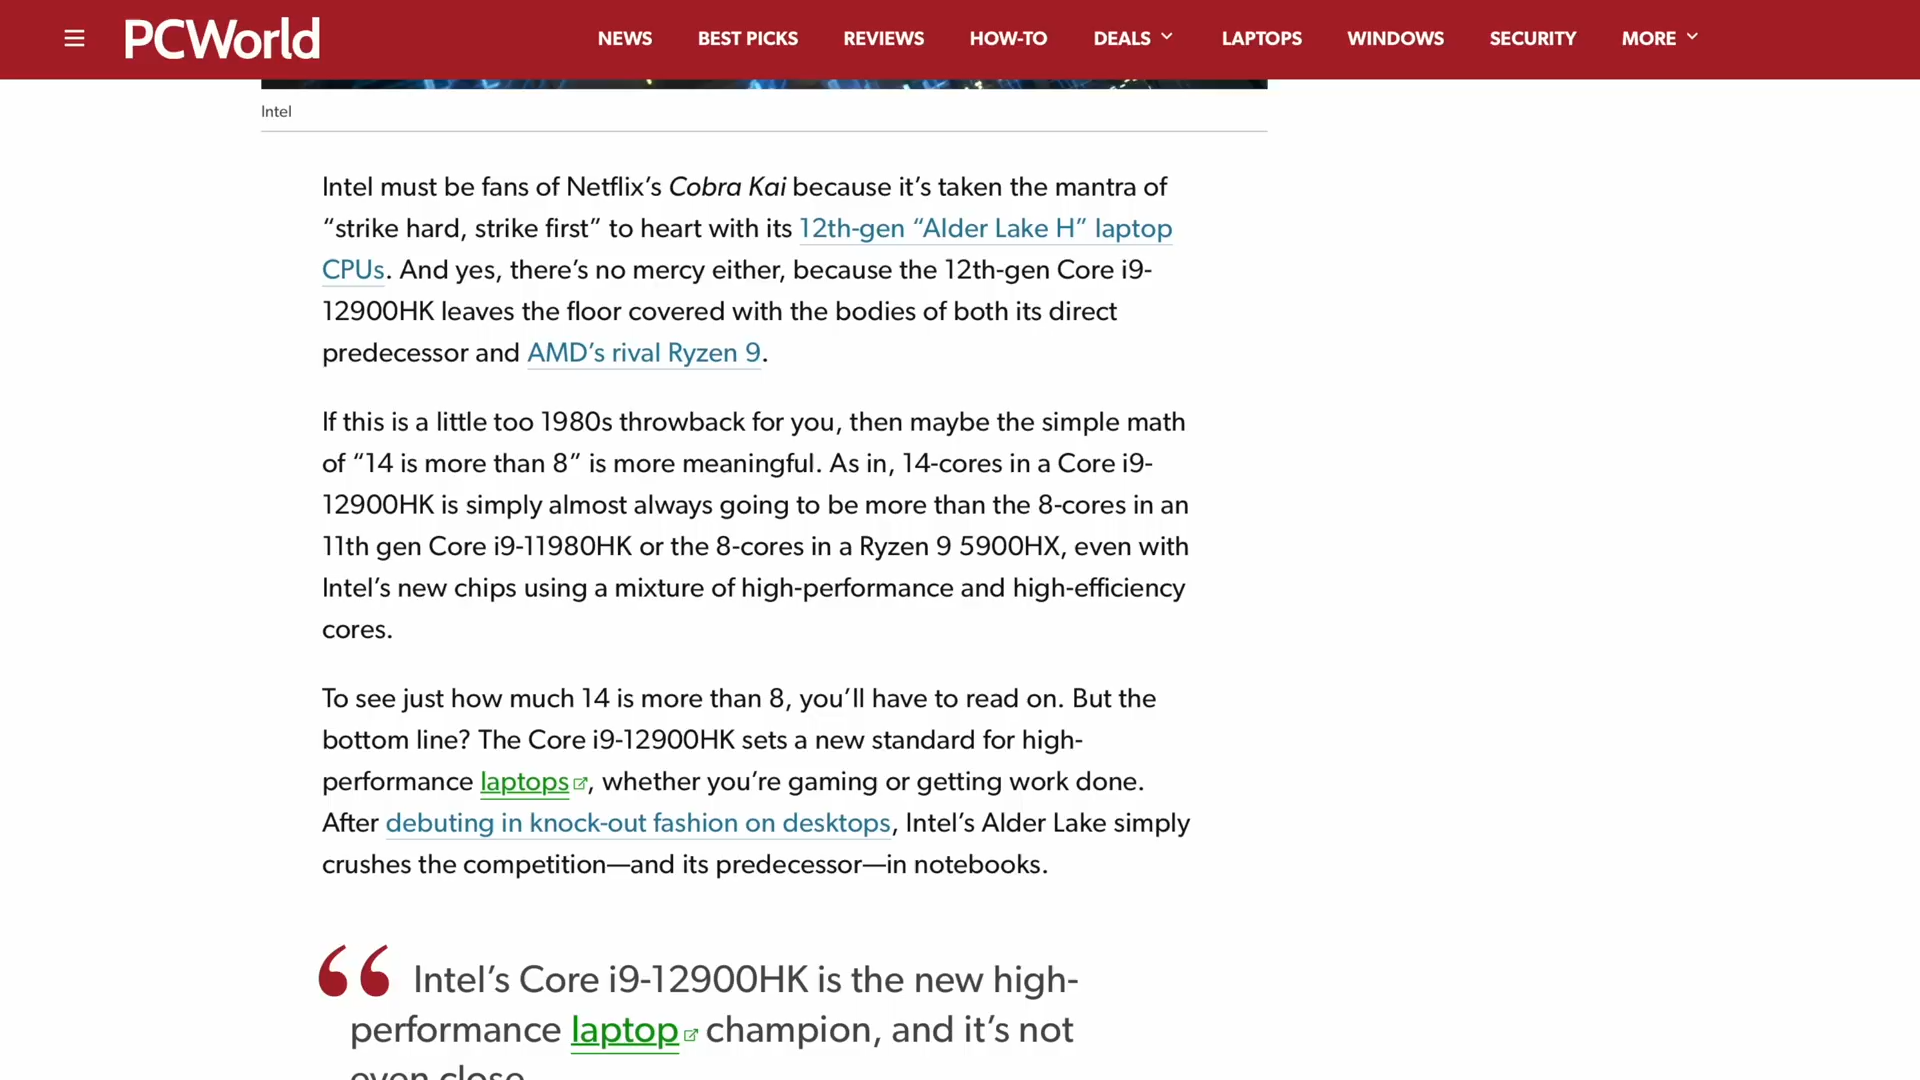 PCWorld
NEWS
BEST PICKS
REVIEWS
HOW-TO
DEALS
LAPTOPS
WINDOWS
SECURITY
MORE
Intel
Intel must be fans of Netflix’s Cobra Kai because it’s taken the mantra of
“strike hard, strike first” to heart with its 12th-gen “Alder Lake H” laptop
CPUs. And yes, there’s no mercy either, because the 12th-gen Core i9-
12900HK leaves the floor covered with the bodies of both its direct
predecessor and AMD’s rival Ryzen 9.
If this is a little too 1980s throwback for you, then maybe the simple math
of “14 is more than 8” is more meaningful. As in, 14-cores in a Core i9-
12900HK is simply almost always going to be more than the 8-cores in an
11th gen Core i9-11980HK or the 8-cores in a Ryzen 9 5900HX, even with
Intel’s new chips using a mixture of high-performance and high-efficiency
cores.
To see just how much 14 is more than 8, you’ll have to read on. But the
bottom line? The Core i9-12900HK sets a new standard for high-
performance laptops, whether you’re gaming or getting work done.
After debuting in knock-out fashion on desktops, Intel’s Alder Lake simply
crushes the competition—and its predecessor—in notebooks.
“ Intel’s Core i9-12900HK is the new high-
performance laptop champion, and it’s not
even close.